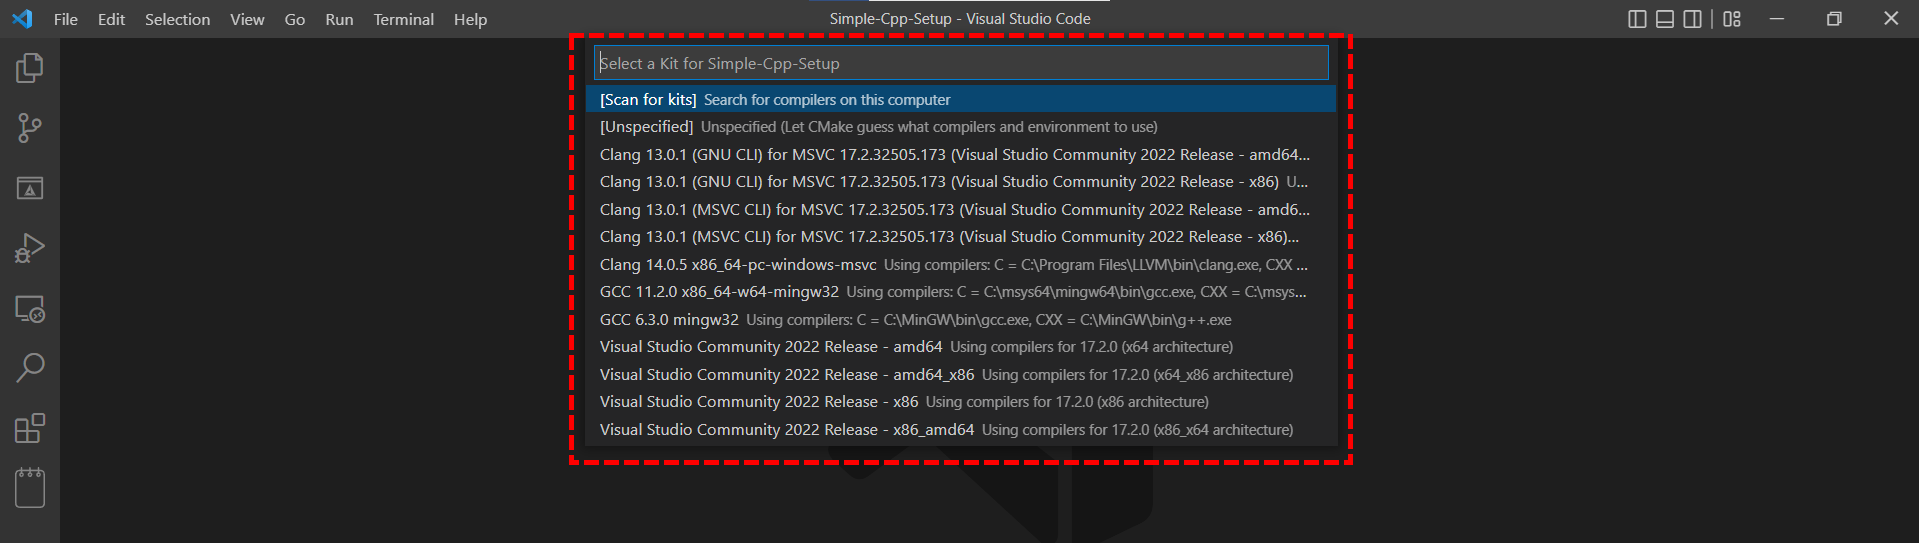 File Edit Selection View Go Run Terminal Help Simple-Cpp-Setup - Visual Studio Code
Select a Kit for Simple-Cpp-Setup
[Scan for kits] Search for compilers on this computer
[Unspecified] Unspecified (Let CMake guess what compilers and environment to use)
Clang 13.0.1 (GNU CLI) for MSVC 17.2.32505.173 (Visual Studio Community 2022 Release - amd64...
Clang 13.0.1 (GNU CLI) for MSVC 17.2.32505.173 (Visual Studio Community 2022 Release - x86) U...
Clang 13.0.1 (MSVC CLI) for MSVC 17.2.32505.173 (Visual Studio Community 2022 Release - amd6...
Clang 13.0.1 (MSVC CLI) for MSVC 17.2.32505.173 (Visual Studio Community 2022 Release - x86)...
Clang 14.0.5 x86_64-pc-windows-msvc Using compilers: C = C:\Program Files\LLVM\bin\clang.exe, CXX ...
GCC 11.2.0 x86_64-w64-mingw32 Using compilers: C = C:\msys64\mingw64\bin\gcc.exe, CXX = C:\msys...
GCC 6.3.0 mingw32 Using compilers: C = C:\MinGW\bin\gcc.exe, CXX = C:\MinGW\bin\g++.exe
Visual Studio Community 2022 Release - amd64 Using compilers for 17.2.0 (x64 architecture)
Visual Studio Community 2022 Release - amd64_x86 Using compilers for 17.2.0 (x64_x86 architecture)
Visual Studio Community 2022 Release - x86 Using compilers for 17.2.0 (x86 architecture)
Visual Studio Community 2022 Release - x86_amd64 Using compilers for 17.2.0 (x86_x64 architecture)